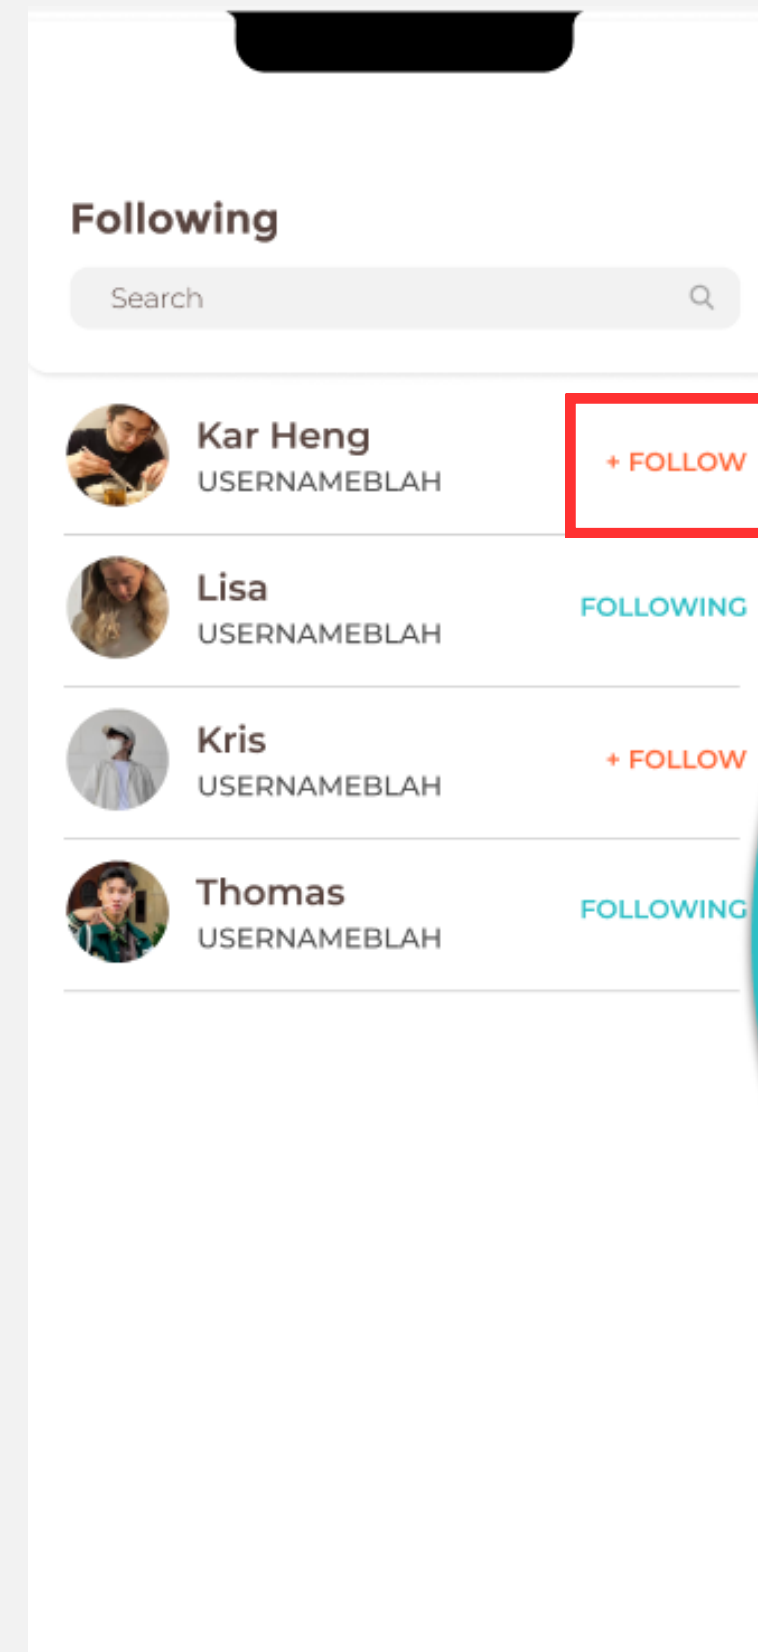 Following
Search
Kar Heng
USERNAMEBLAH
+ FOLLOW
Lisa
USERNAMEBLAH
FOLLOWING
Kris
USERNAMEBLAH
+ FOLLOW
Thomas
USERNAMEBLAH
FOLLOWING